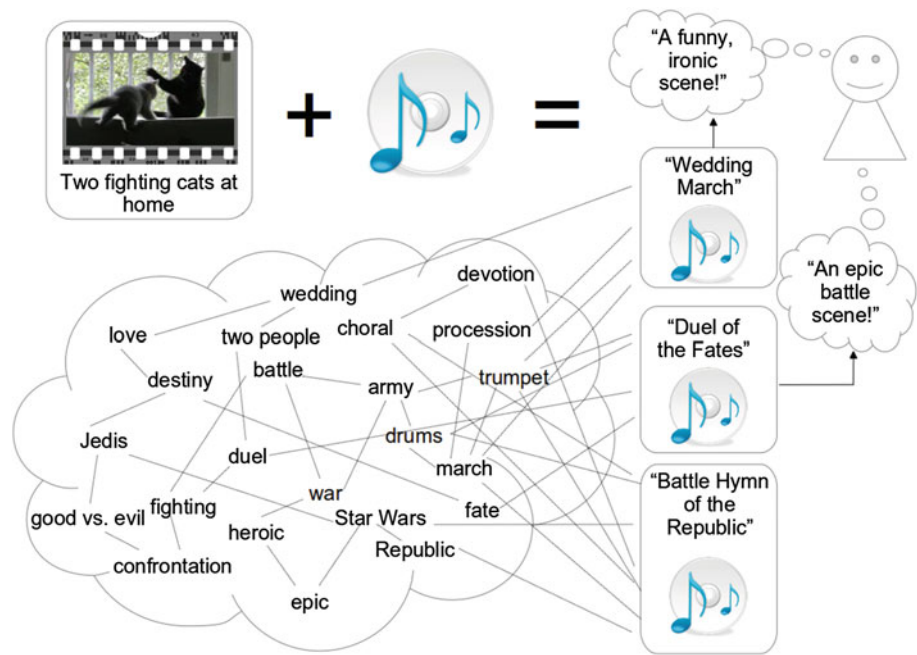 Two fighting cats at
home
+
=
“A funny,
ironic
scene!”
“Wedding
March”
“An epic
battle
scene!”
“Duel of
the Fates”
“Battle Hymn
of the
Republic”
devotion
wedding
love
two people
choral
procession
battle
destiny
army
trumpet
drums
Jedis
duel
march
war
good vs. evil
fighting
heroic
Star Wars
fate
Republic
confrontation
epic